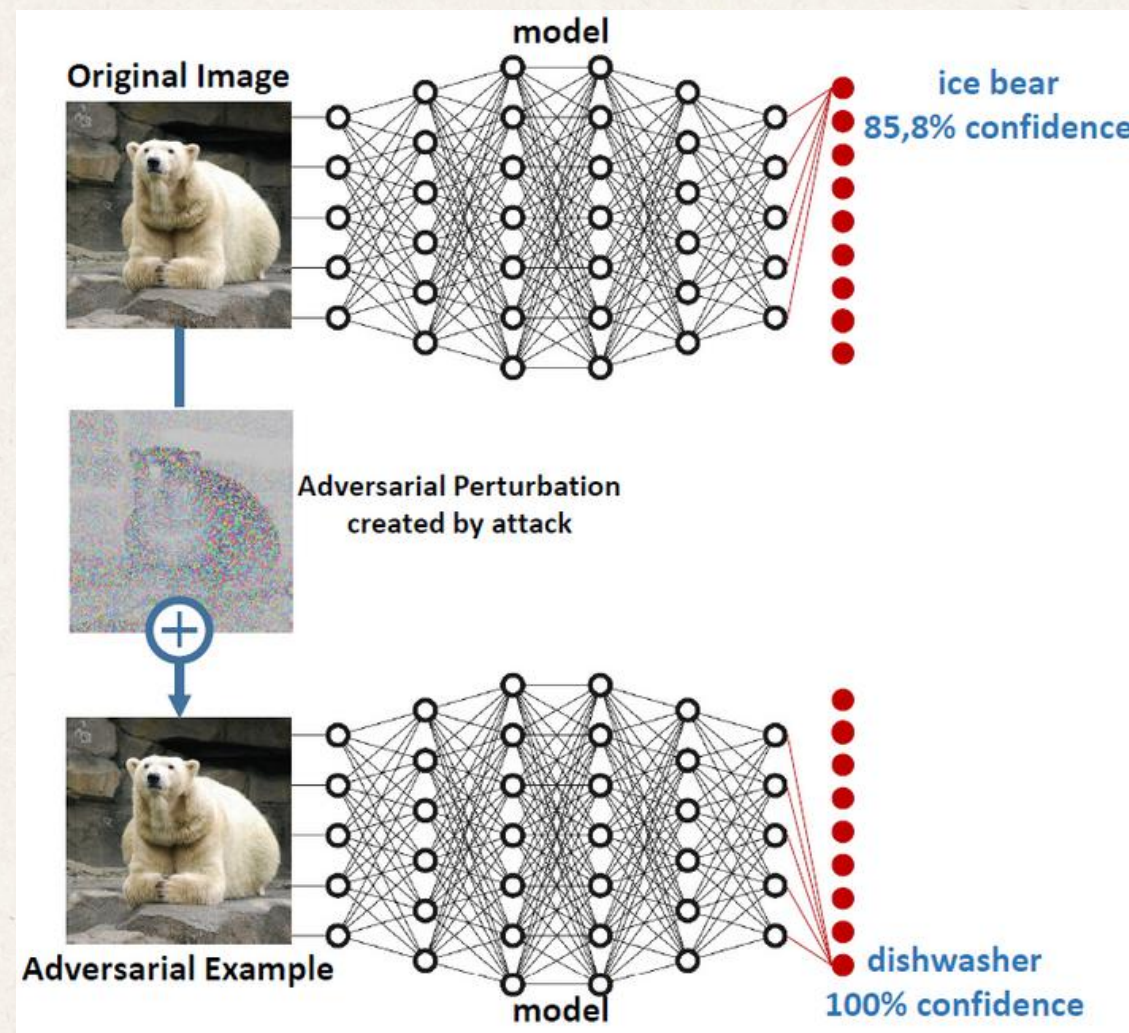 model
Original Image
ice bear
85,8% confidence
Adversarial Perturbation
created by attack
Adversarial Example
model
dishwasher
100% confidence